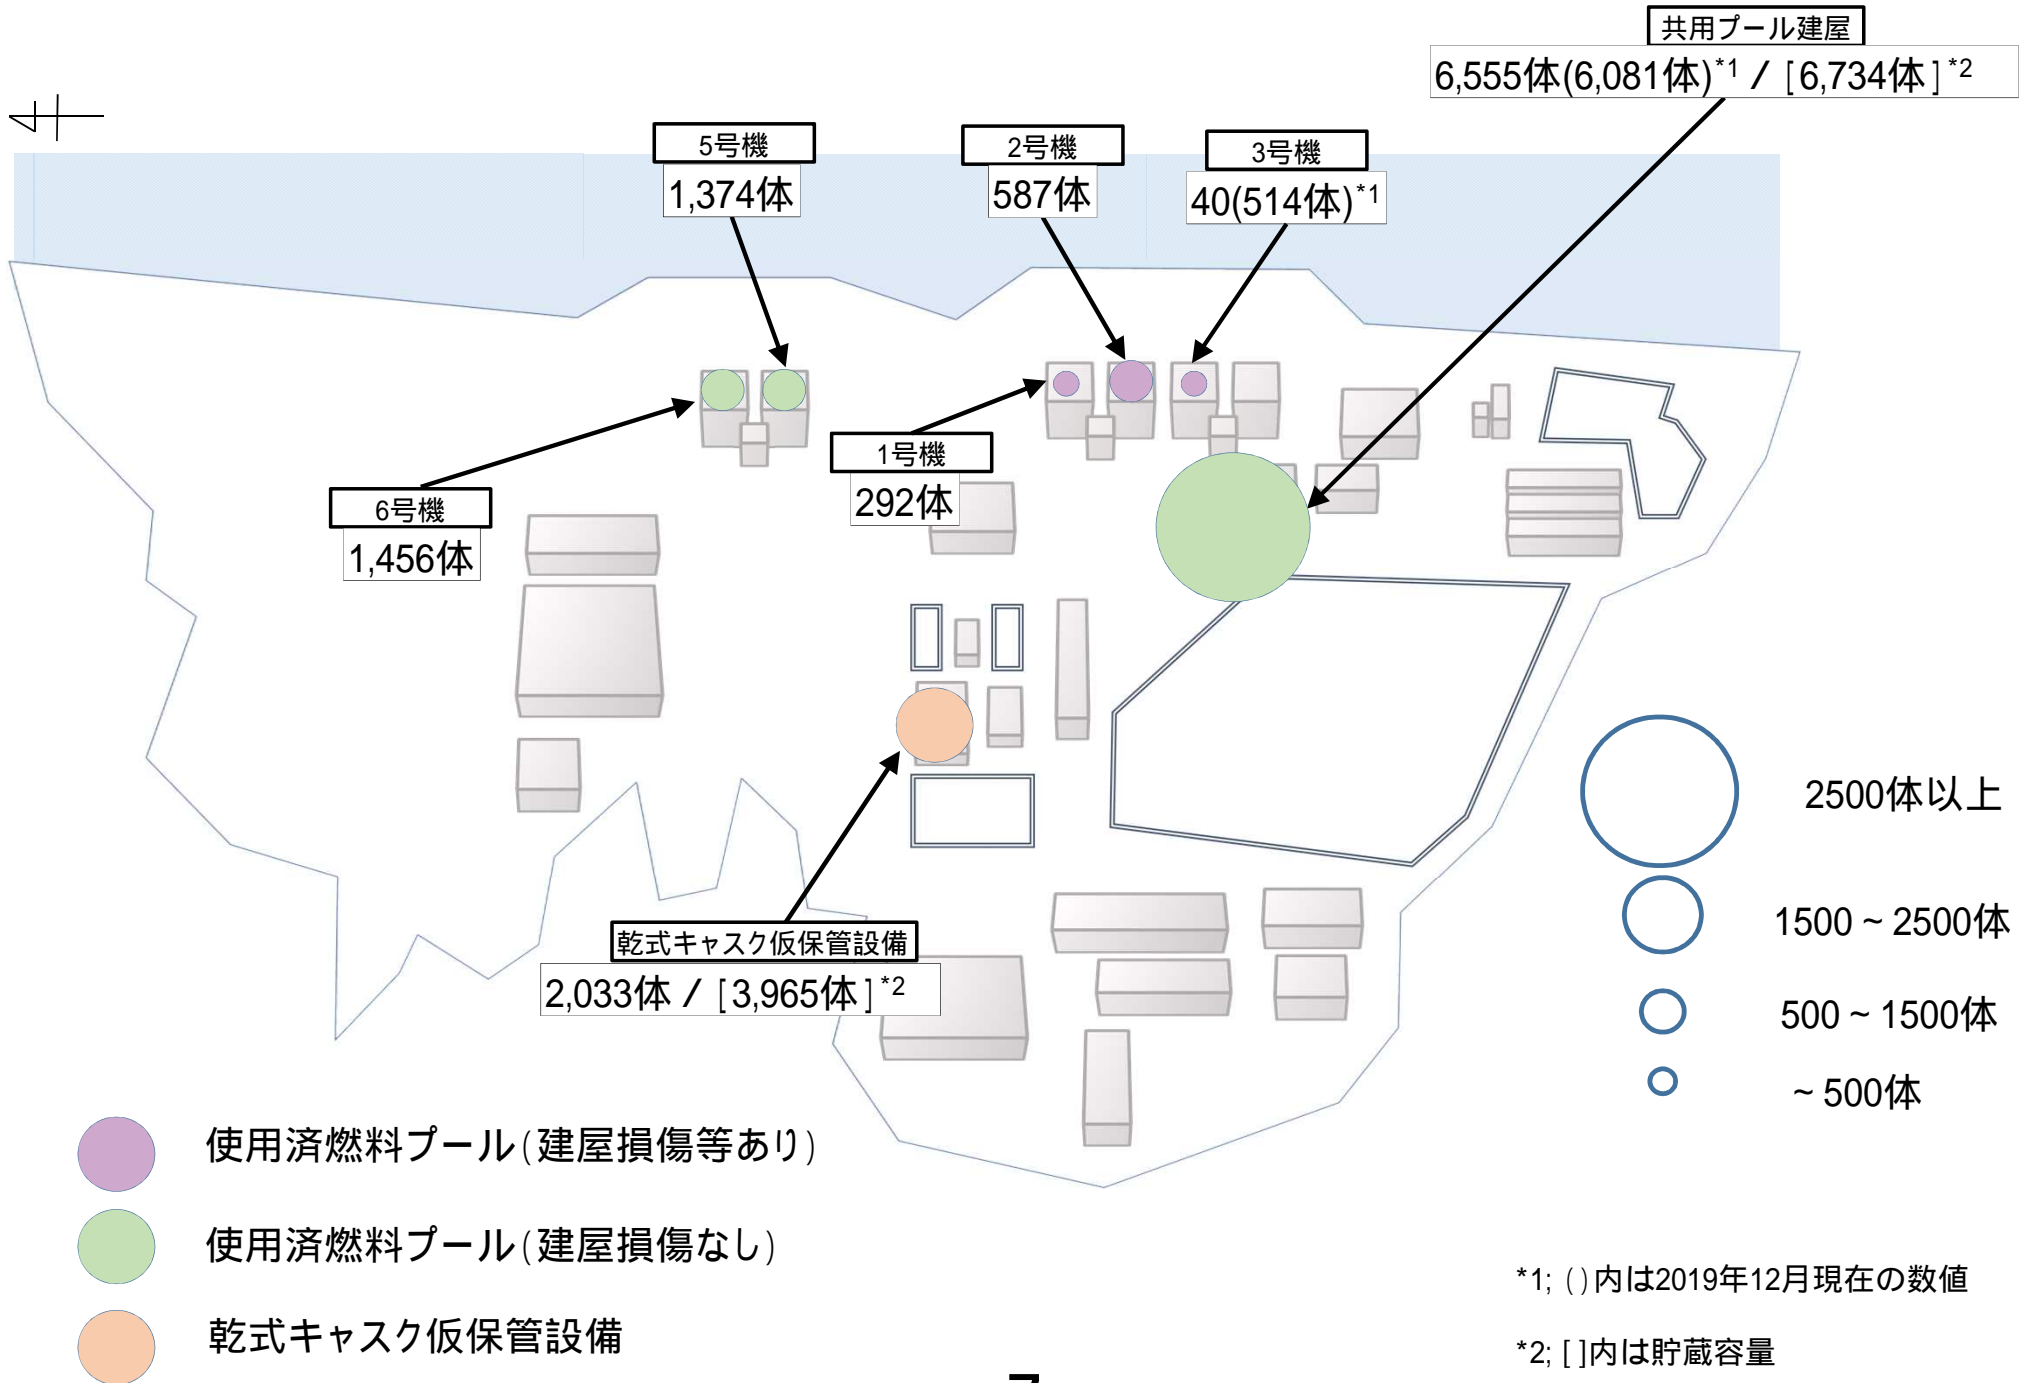 共用プール建屋
6,555体(6,081体)*1 / [6,734体]*2
5号機
1,374体
2号機
587体
3号機
40(514体)*1
1号機
292体
6号機
1,456体
乾式キャスク仮保管設備
2,033体 / [3,965体]*2
2500体以上
1500 ~ 2500体
500 ~ 1500体
~ 500体
使用済燃料プール(建屋損傷等あり)
使用済燃料プール(建屋損傷なし)
乾式キャスク仮保管設備
*1; ()内は2019年12月現在の数値
*2; [ ]内は貯蔵容量